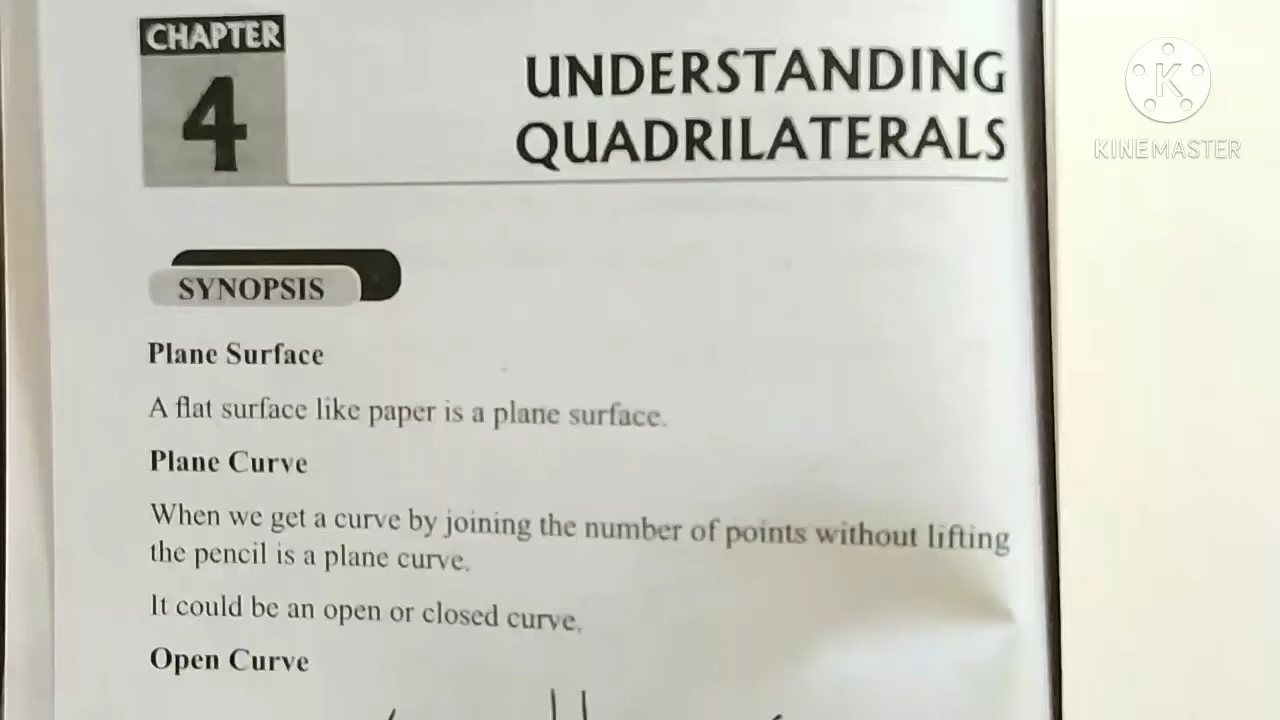 CHAPTER
4
UNDERSTANDING
QUADRILATERALS
K
KINEMASTER
SYNOPSIS
Plane Surface
A flat surface like paper is a plane surface.
Plane Curve
When we get a curve by joining the number of points without lifting
the pencil is a plane curve.
It could be an open or closed curve.
Open Curve